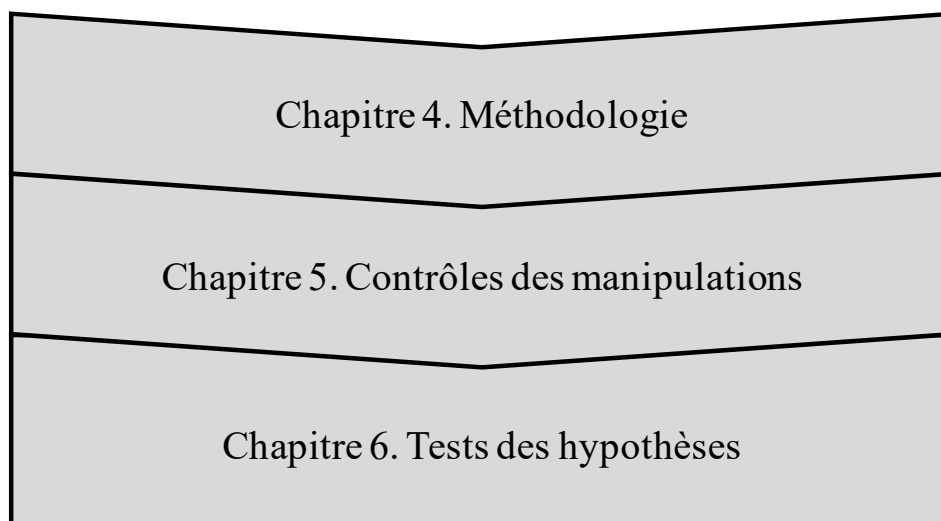 Chapitre 4. Méthodologie
Chapitre 5. Contrôles des manipulations
Chapitre 6. Tests des hypothèses